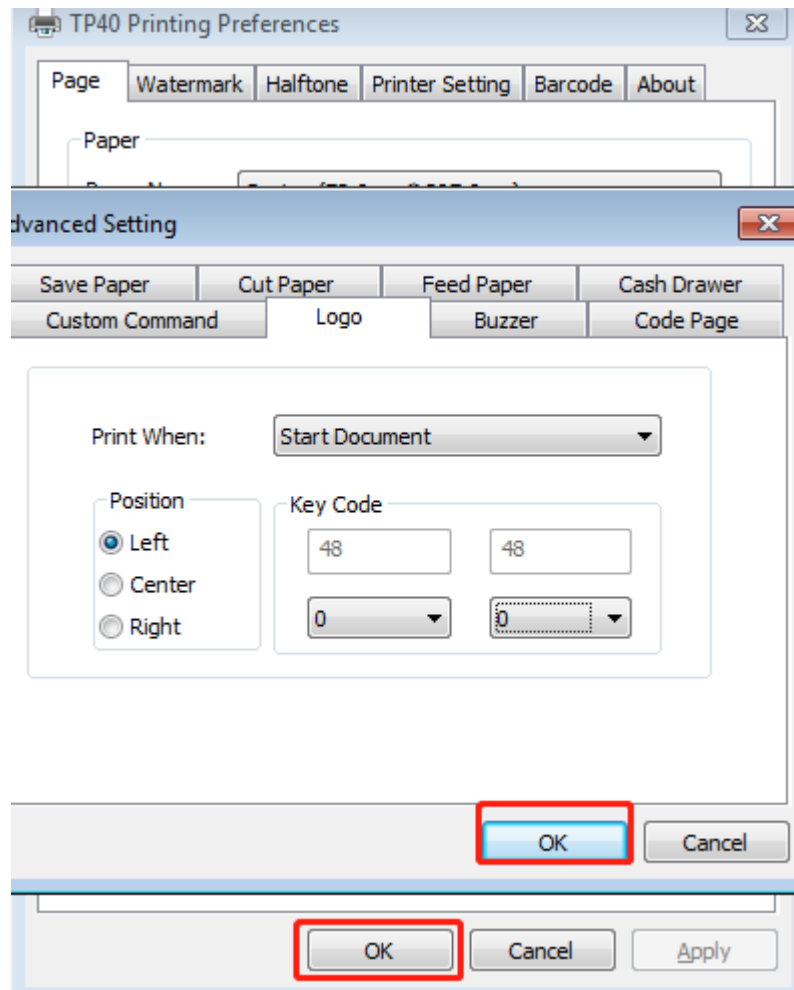 TP40 Printing Preferences
Page Watermark Halftone Printer Setting Barcode About
Paper
dvanced Setting
Save Paper Cut Paper Feed Paper Cash Drawer
Custom Command Logo Buzzer Code Page
Print When: Start Document
Position Key Code
Left 48 48
Center
Right 0 0
OK Cancel
OK Cancel Apply